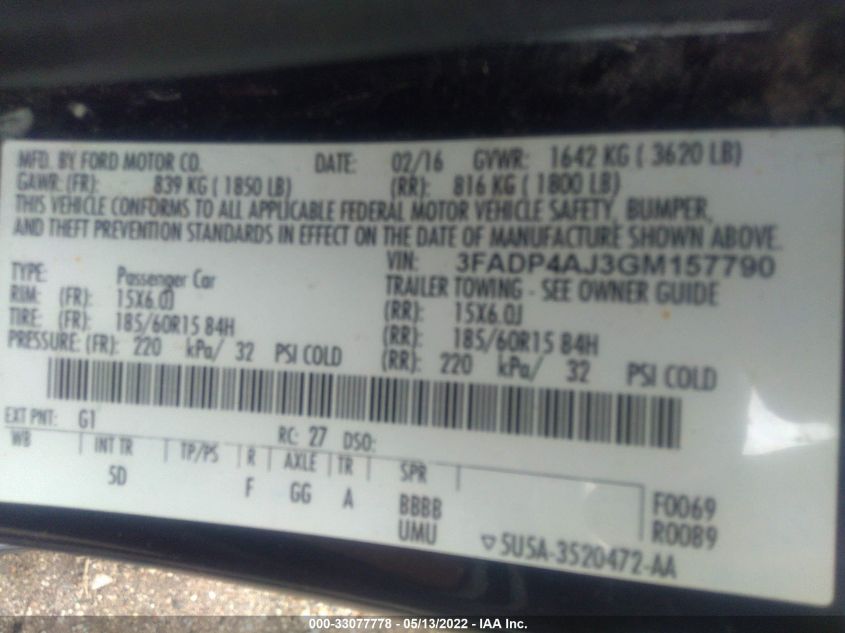 MFD. BY FORD MOTOR CO. DATE: 02/16 GVWR: 1642 KG ( 3620 LB)
GAWR: (FR): 839 KG ( 1850 LB) (RR): 816 KG ( 1800 LB)
THIS VEHICLE CONFORMS TO ALL APPLICABLE FEDERAL MOTOR VEHICLE SAFETY, BUMPER,
AND THEFT PREVENTION STANDARDS IN EFFECT ON THE DATE OF MANUFACTURE SHOWN ABOVE.
VIN: 3FADP4AJ3GM157790
TYPE: Passenger Car TRAILER TOWING - SEE OWNER GUIDE
RIM: (FR): 15X6.0J (RR): 15X6.0J
TIRE: (FR): 185/60R15 84H (RR): 185/60R15 84H
PRESSURE: (FR): 220 kPa/ 32 PSI COLD (RR): 220 kPa/ 32 PSI COLD
EXT PNT: G1 RC: 27 DSO:
WB INT TR TP/PS R AXLE TR SPR
5D F GG A BBBB F0069
UMU R0089
▽5U5A-3520472-AA
000-33077778 - 05/13/2022 - IAA Inc.